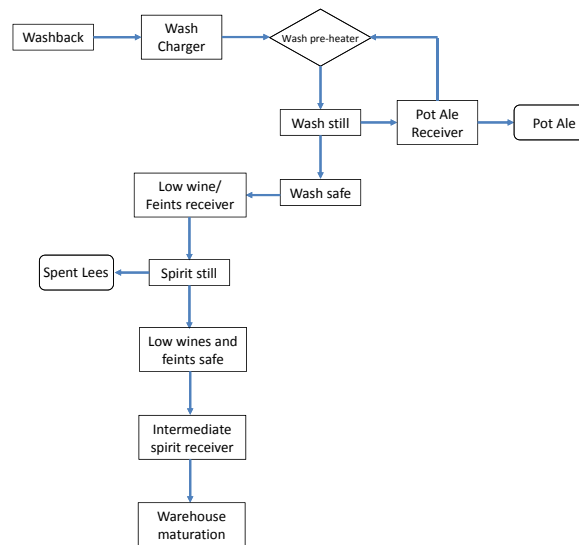 Washback
Wash
Charger
Wash pre-heater
Wash still
Pot Ale
Receiver
Pot Ale
Wash safe
Low wine/
Feints receiver
Spent Lees
Spirit still
Low wines and
feints safe
Intermediate
spirit receiver
Warehouse
maturation